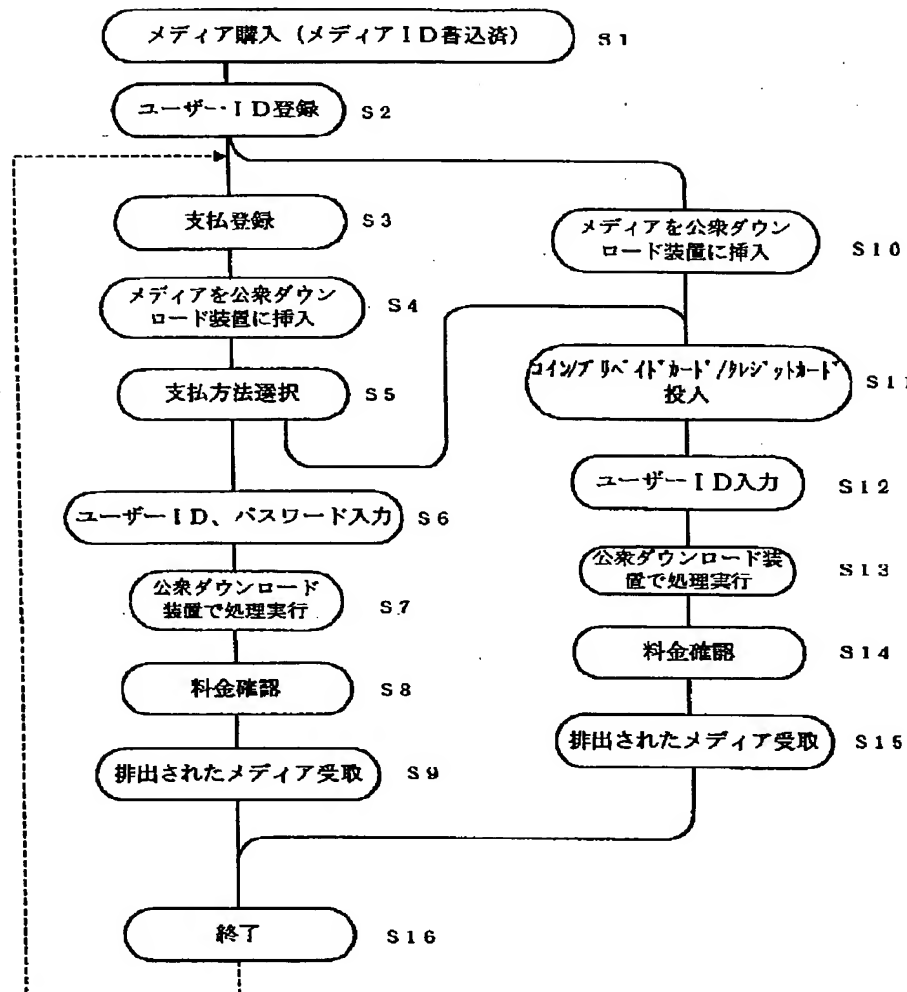 メディア購入（メディアＩＤ書込済）
S1
ユーザーＩＤ登録
S2
支払登録
S3
メディアを公衆ダウン
ロード装置に挿入
S4
支払方法選択
S5
ユーザーＩＤ、パスワード入力
S6
公衆ダウンロード
装置で処理実行
S7
料金確認
S8
排出されたメディア受取
S9
メディアを公衆ダウン
ロード装置に挿入
S10
コイン/プリペイドカード/クレジットカード
投入
S11
ユーザーＩＤ入力
S12
公衆ダウンロード装
置で処理実行
S13
料金確認
S14
排出されたメディア受取
S15
終了
S16